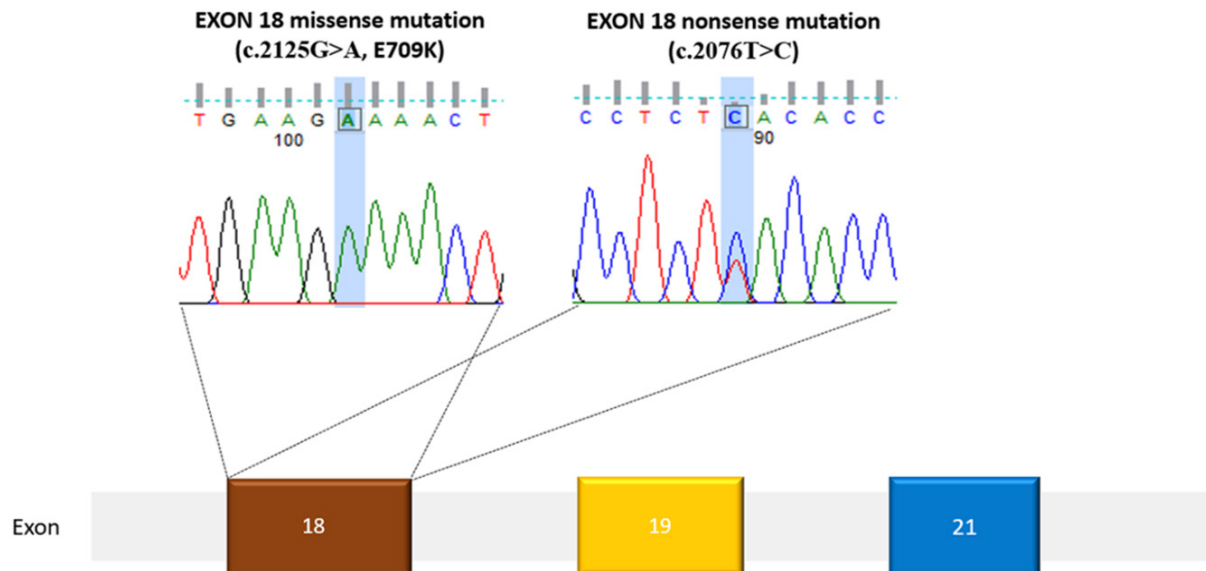 EXON 18 missense mutation
(c.2125G>A, E709K)
EXON 18 nonsense mutation
(c.2076T>C)
T G A A G A A A A C T
100
C C T C T C A C A C C
90
Exon
18
19
21